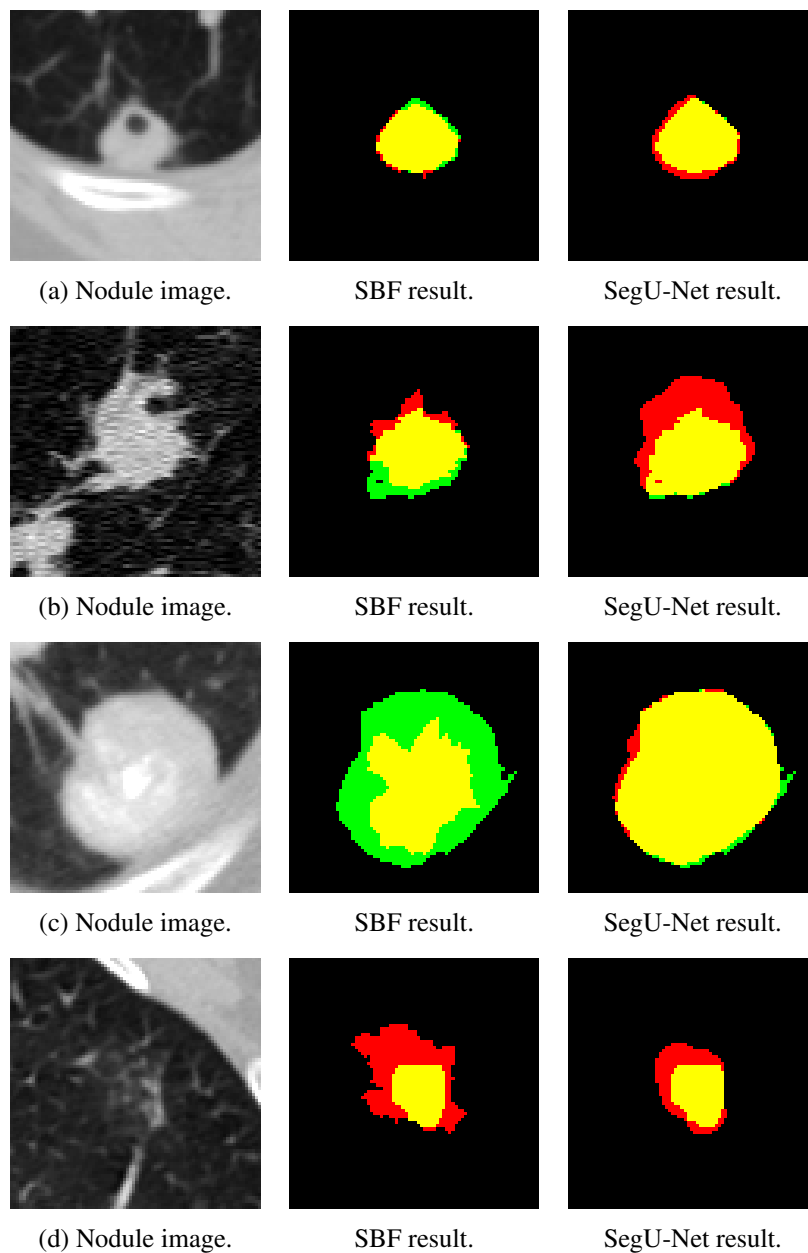 (a) Nodule image.
SBF result.
SegU-Net result.
(b) Nodule image.
SBF result.
SegU-Net result.
(c) Nodule image.
SBF result.
SegU-Net result.
(d) Nodule image.
SBF result.
SegU-Net result.